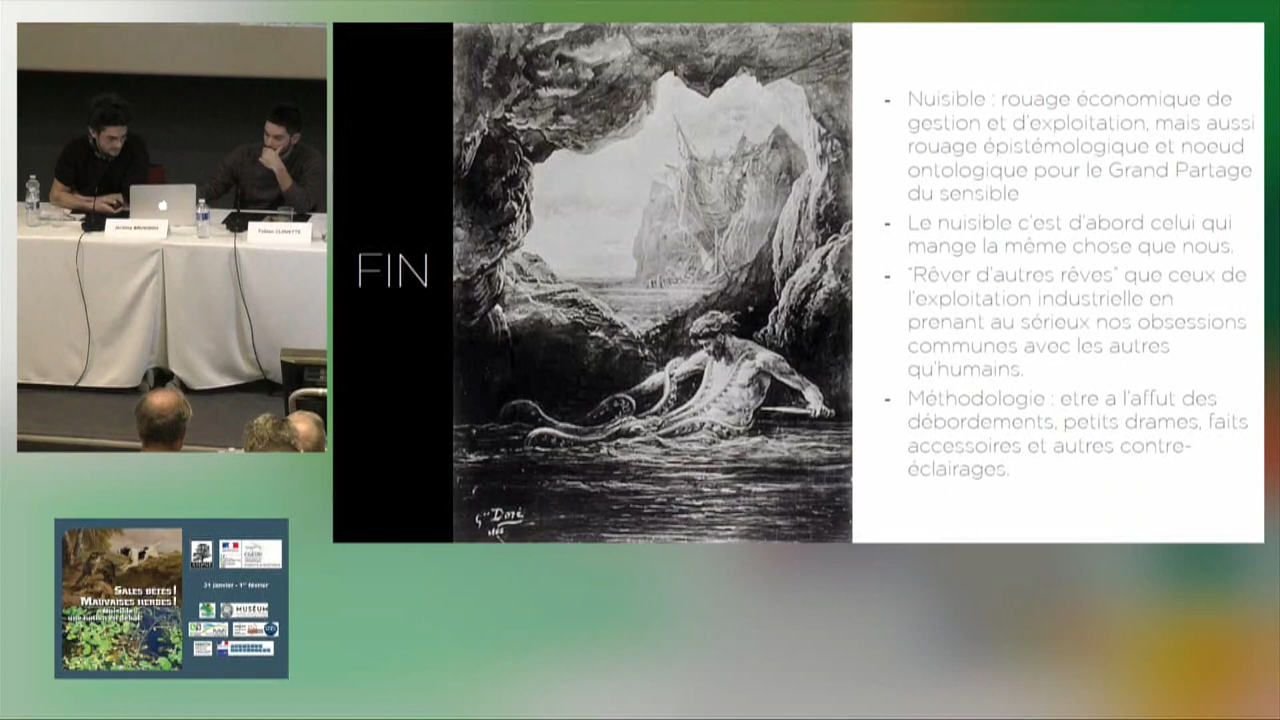 FIN
- Nuisible : rouage économique de
gestion et d'exploitation, mais aussi
rouage épistémologique et noeud
ontologique pour le Grand Partage
du sensible
- Le nuisible c'est d'abord celui qui
mange la même chose que nous,
- "Rêver d'autres rêves" que ceux de
l'exploitation industrielle en
prenant au sérieux nos obsessions
communes avec les autres
qu'humains.
- Méthodologie : etre a l'affut des
débordements, petits drames, faits
accessoires et autres contre-
éclairages.
Gve Doré
SALES BÊTES !
MAUVAISES HERBES !
31 janvier - 1er février
MUSÉUM